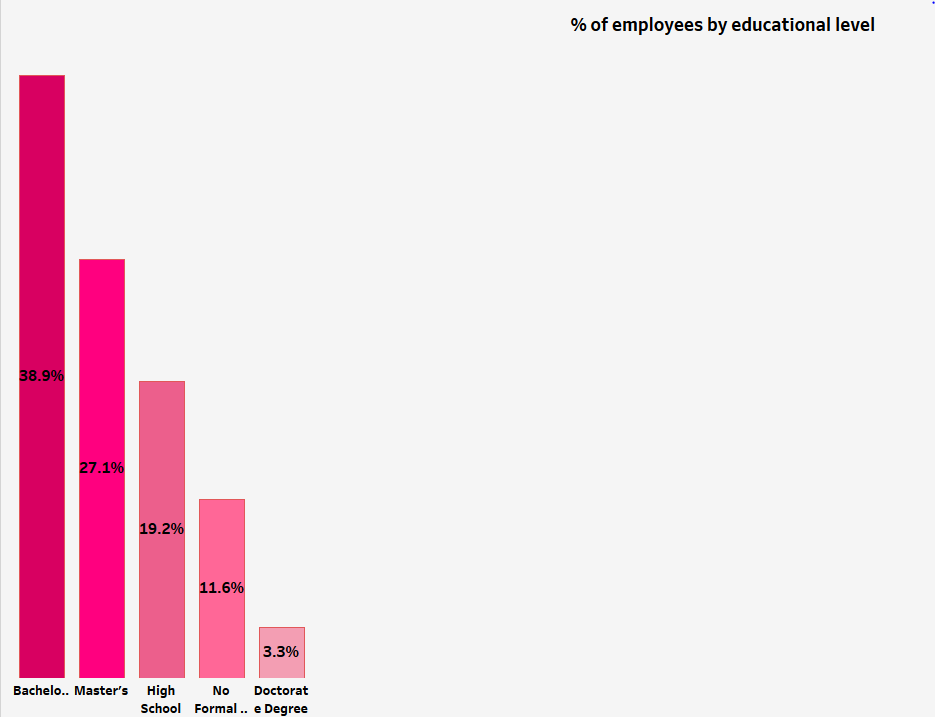 % of employees by educational level
38.9%
27.1%
19.2%
11.6%
3.3%
Bachelo..
Master’s
High
School
No
Formal ..
Doctorat
e Degree